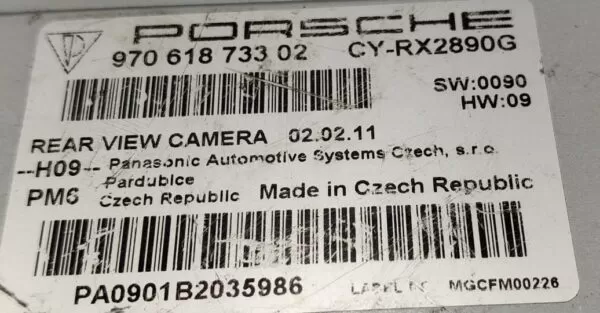 PORSCHE
970 618 733 02 CY-RX2890G
SW:0090
HW:09
REAR VIEW CAMERA 02.02.11
--H09-- Panasonic Automotive Systems Czech, s.r.o.
Pardubice
PM6 Czech Republic Made in Czech Republic
PA0901B2035986 LABEL MGCFM00226